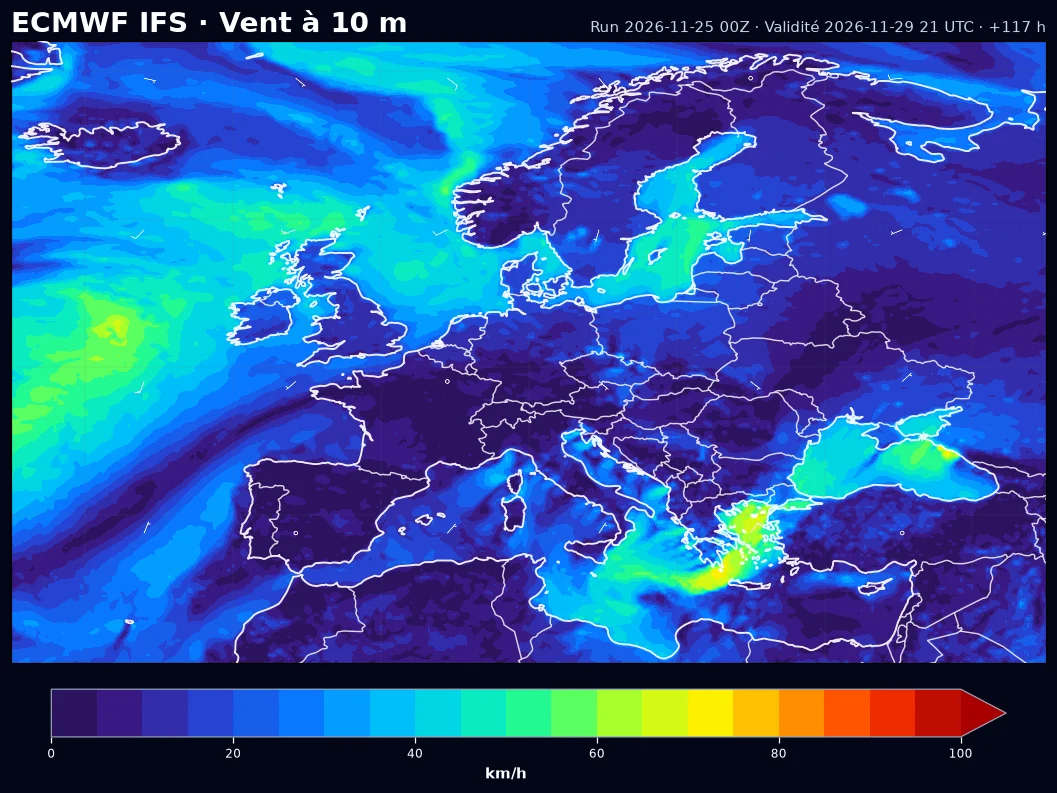 ECMWF IFS · Vent à 10 m
Run 2026-11-25 00Z · Validité 2026-11-29 21 UTC · +117 h
0 20 40 60 80 100
km/h